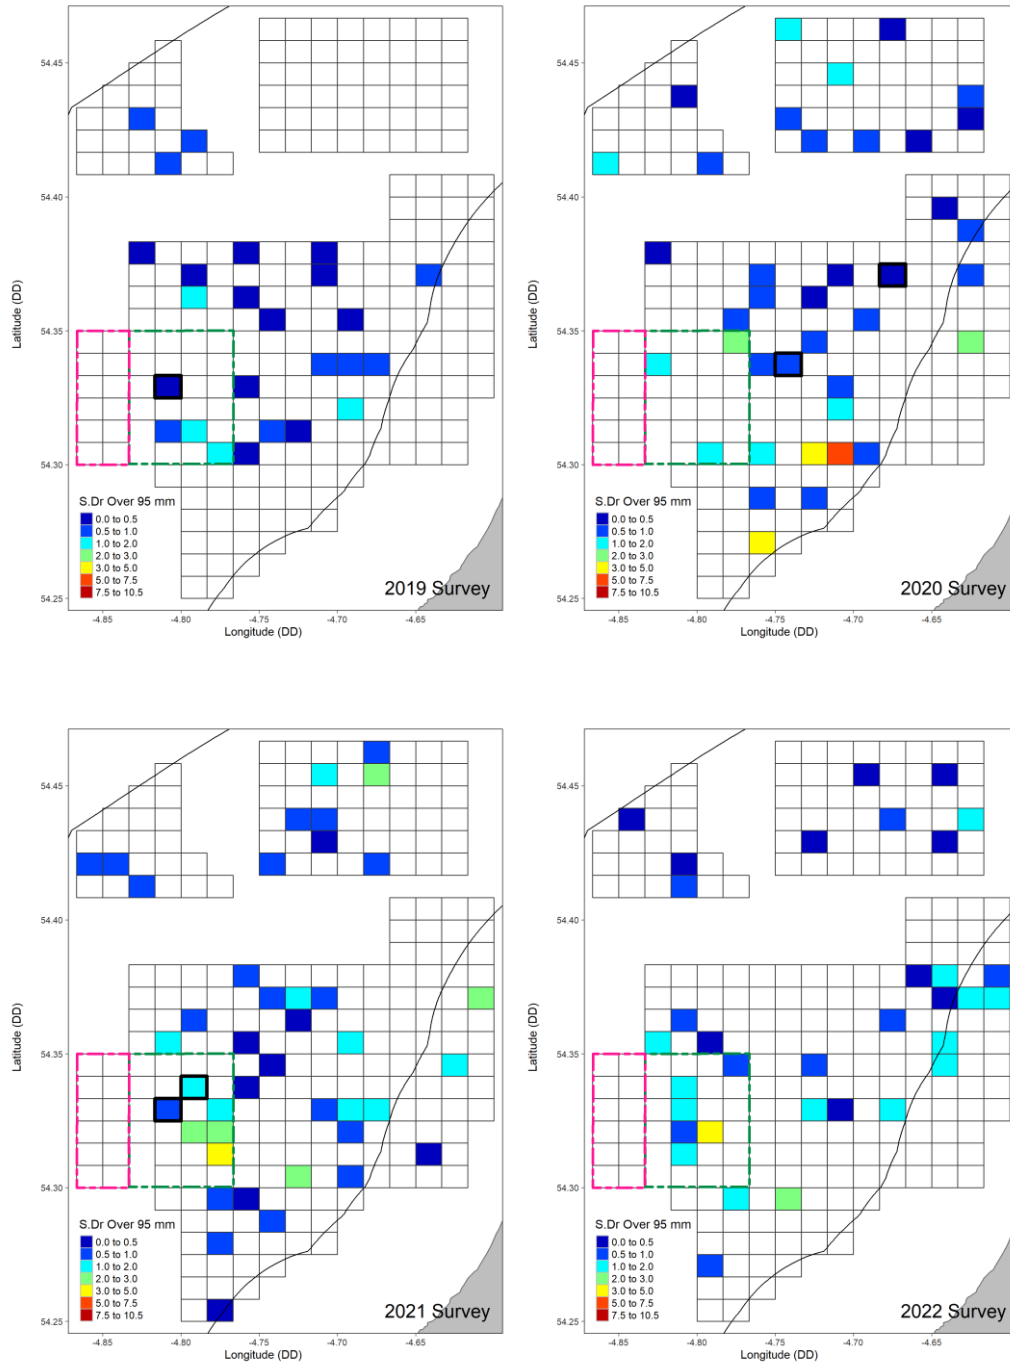 54.45
54.40
54.35
54.30
54.25
Latitude (DD)
S.Dr Over 95 mm
0.0 to 0.5
0.5 to 1.0
1.0 to 2.0
2.0 to 3.0
3.0 to 5.0
5.0 to 7.5
7.5 to 10.5
2019 Survey
-4.85 -4.80 -4.75 -4.70 -4.65
Longitude (DD)
54.45
54.40
54.35
54.30
54.25
Latitude (DD)
S.Dr Over 95 mm
0.0 to 0.5
0.5 to 1.0
1.0 to 2.0
2.0 to 3.0
3.0 to 5.0
5.0 to 7.5
7.5 to 10.5
2020 Survey
-4.85 -4.80 -4.75 -4.70 -4.65
Longitude (DD)
54.45
54.40
54.35
54.30
54.25
Latitude (DD)
S.Dr Over 95 mm
0.0 to 0.5
0.5 to 1.0
1.0 to 2.0
2.0 to 3.0
3.0 to 5.0
5.0 to 7.5
7.5 to 10.5
2021 Survey
-4.85 -4.80 -4.75 -4.70 -4.65
Longitude (DD)
54.45
54.40
54.35
54.30
54.25
Latitude (DD)
S.Dr Over 95 mm
0.0 to 0.5
0.5 to 1.0
1.0 to 2.0
2.0 to 3.0
3.0 to 5.0
5.0 to 7.5
7.5 to 10.5
2022 Survey
-4.85 -4.80 -4.75 -4.70 -4.65
Longitude (DD)